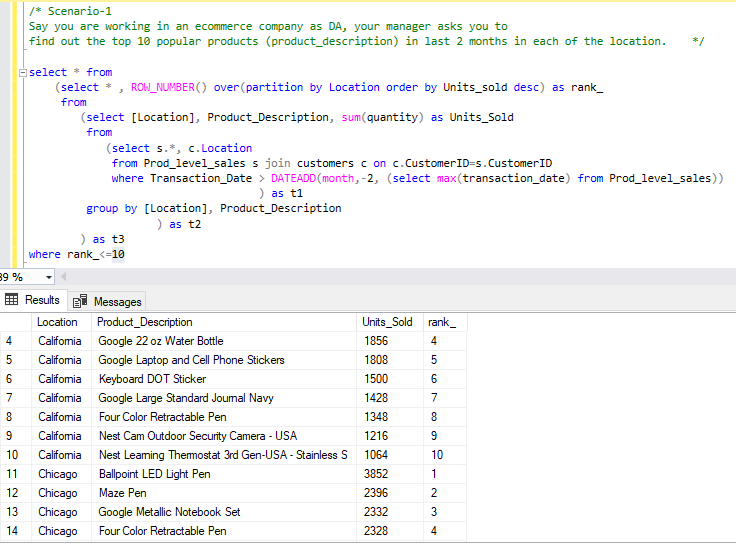 /* Scenario-1
Say you are working in an ecommerce company as DA, your manager asks you to
find out the top 10 popular products (product_description) in last 2 months in each of the location.    */
select * from
(select * , ROW_NUMBER() over(partition by Location order by Units_sold desc) as rank_
from
(select [Location], Product_Description, sum(quantity) as Units_Sold
from
(select s.*, c.Location
from Prod_level_sales s join customers c on c.CustomerID=s.CustomerID
where Transaction_Date > DATEADD(month,-2, (select max(transaction_date) from Prod_level_sales))
) as t1
group by [Location], Product_Description
) as t2
) as t3
where rank_<=10
89 %
Results Messages
Location Product_Description Units_Sold rank_
4 California Google 22 oz Water Bottle 1856 4
5 California Google Laptop and Cell Phone Stickers 1808 5
6 California Keyboard DOT Sticker 1500 6
7 California Google Large Standard Journal Navy 1428 7
8 California Four Color Retractable Pen 1348 8
9 California Nest Cam Outdoor Security Camera - USA 1216 9
10 California Nest Learning Thermostat 3rd Gen-USA - Stainless S 1064 10
11 Chicago Ballpoint LED Light Pen 3852 1
12 Chicago Maze Pen 2396 2
13 Chicago Google Metallic Notebook Set 2332 3
14 Chicago Four Color Retractable Pen 2328 4